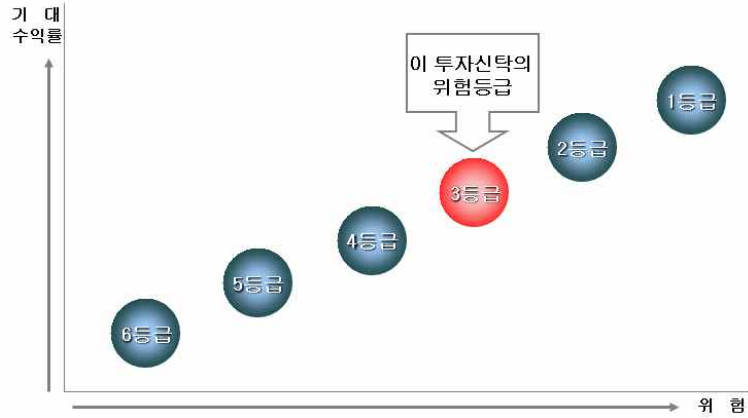 기 대
수익률
이 투자신탁의
위험등급
1등급
2등급
3등급
4등급
5등급
6등급
위 험